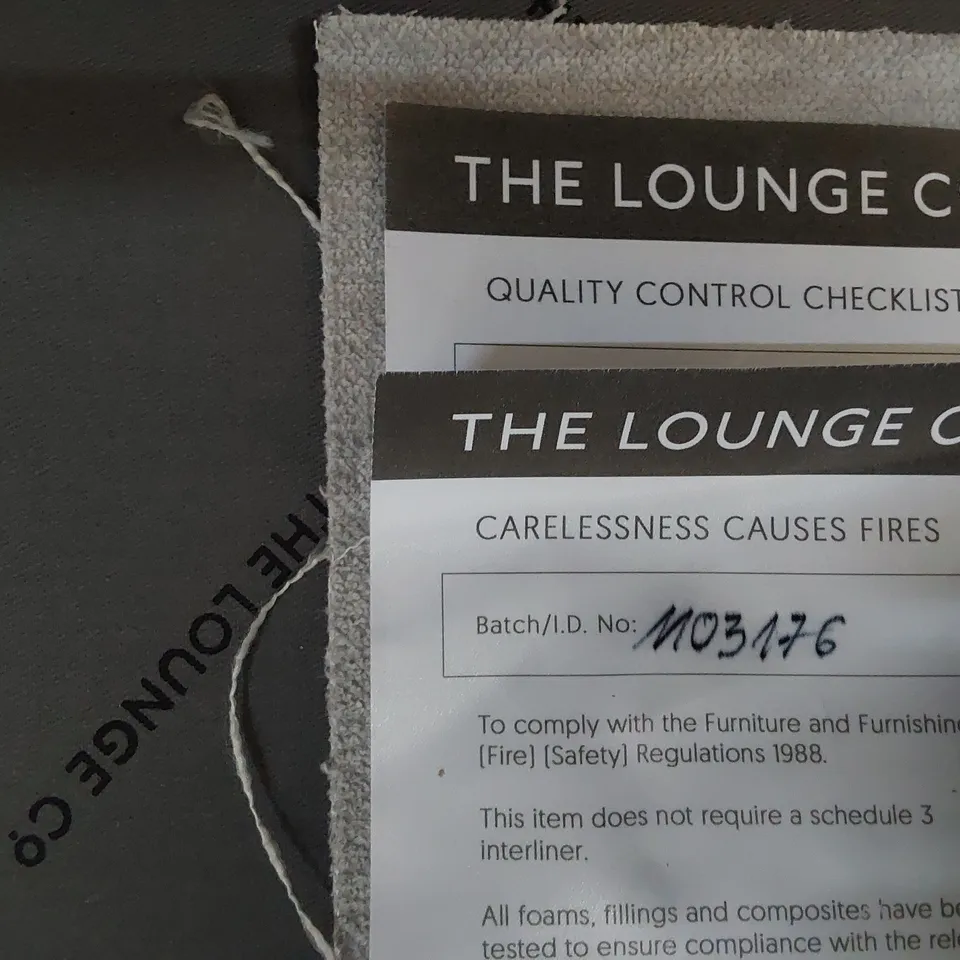 THE LOUNGE C
QUALITY CONTROL CHECKLIST
THE LOUNGE C
CARELESSNESS CAUSES FIRES
Batch/I.D. No: 1103176
To comply with the Furniture and Furnishin
[Fire] [Safety] Regulations 1988.
This item does not require a schedule 3
interliner.
All foams, fillings and composites have be
tested to ensure compliance with the rele
THE LOUNGE Co